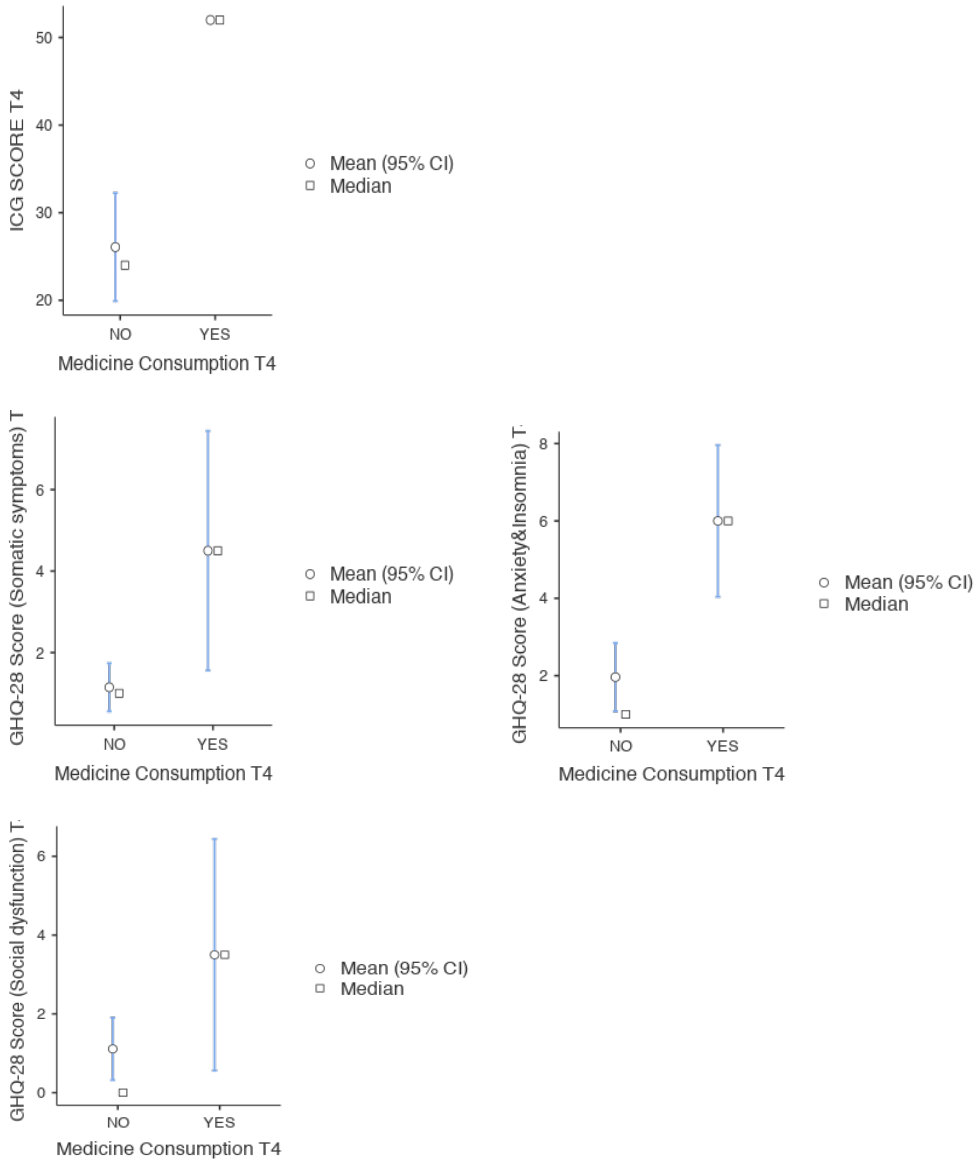 ICG SCORE T4
50
40
30
20
NO
YES
Medicine Consumption T4
Mean (95% CI)
Median
GHQ-28 Score (Somatic symptoms) T
6
4
2
NO
YES
Medicine Consumption T4
Mean (95% CI)
Median
GHQ-28 Score (Anxiety&Insomnia) T
8
6
4
2
NO
YES
Medicine Consumption T4
Mean (95% CI)
Median
GHQ-28 Score (Social dysfunction) T
6
4
2
0
NO
YES
Medicine Consumption T4
Mean (95% CI)
Median